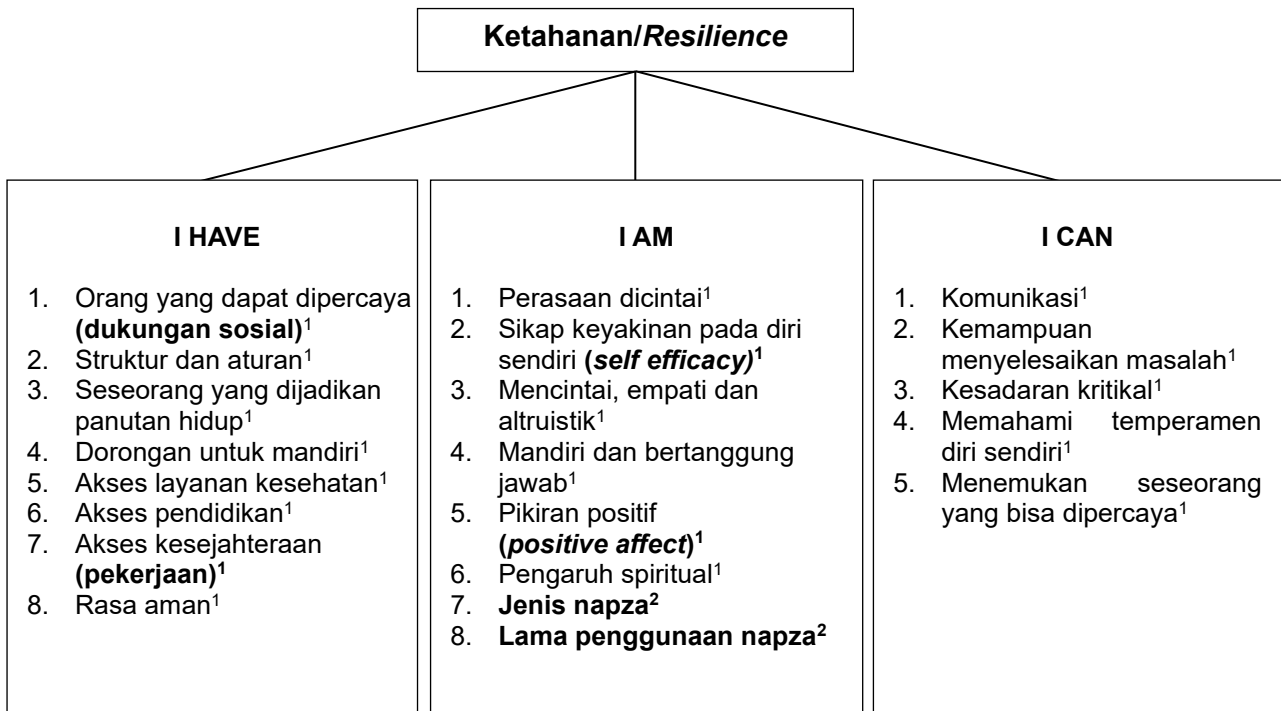 Ketahanan/Resilience
I HAVE
1. Orang yang dapat dipercaya
(dukungan sosial)¹
2. Struktur dan aturan¹
3. Seseorang yang dijadikan
panutan hidup¹
4. Dorongan untuk mandiri¹
5. Akses layanan kesehatan¹
6. Akses pendidikan¹
7. Akses kesejahteraan
(pekerjaan)¹
8. Rasa aman¹
I AM
1. Perasaan dicintai¹
2. Sikap keyakinan pada diri
sendiri (self efficacy)¹
3. Mencintai, empati dan
altruistik¹
4. Mandiri dan bertanggung
jawab¹
5. Pikiran positif
(positive affect)¹
6. Pengaruh spiritual¹
7. Jenis napza²
8. Lama penggunaan napza²
I CAN
1. Komunikasi¹
2. Kemampuan
menyelesaikan masalah¹
3. Kesadaran kritikal¹
4. Memahami temperamen
diri sendiri¹
5. Menemukan seseorang
yang bisa dipercaya¹